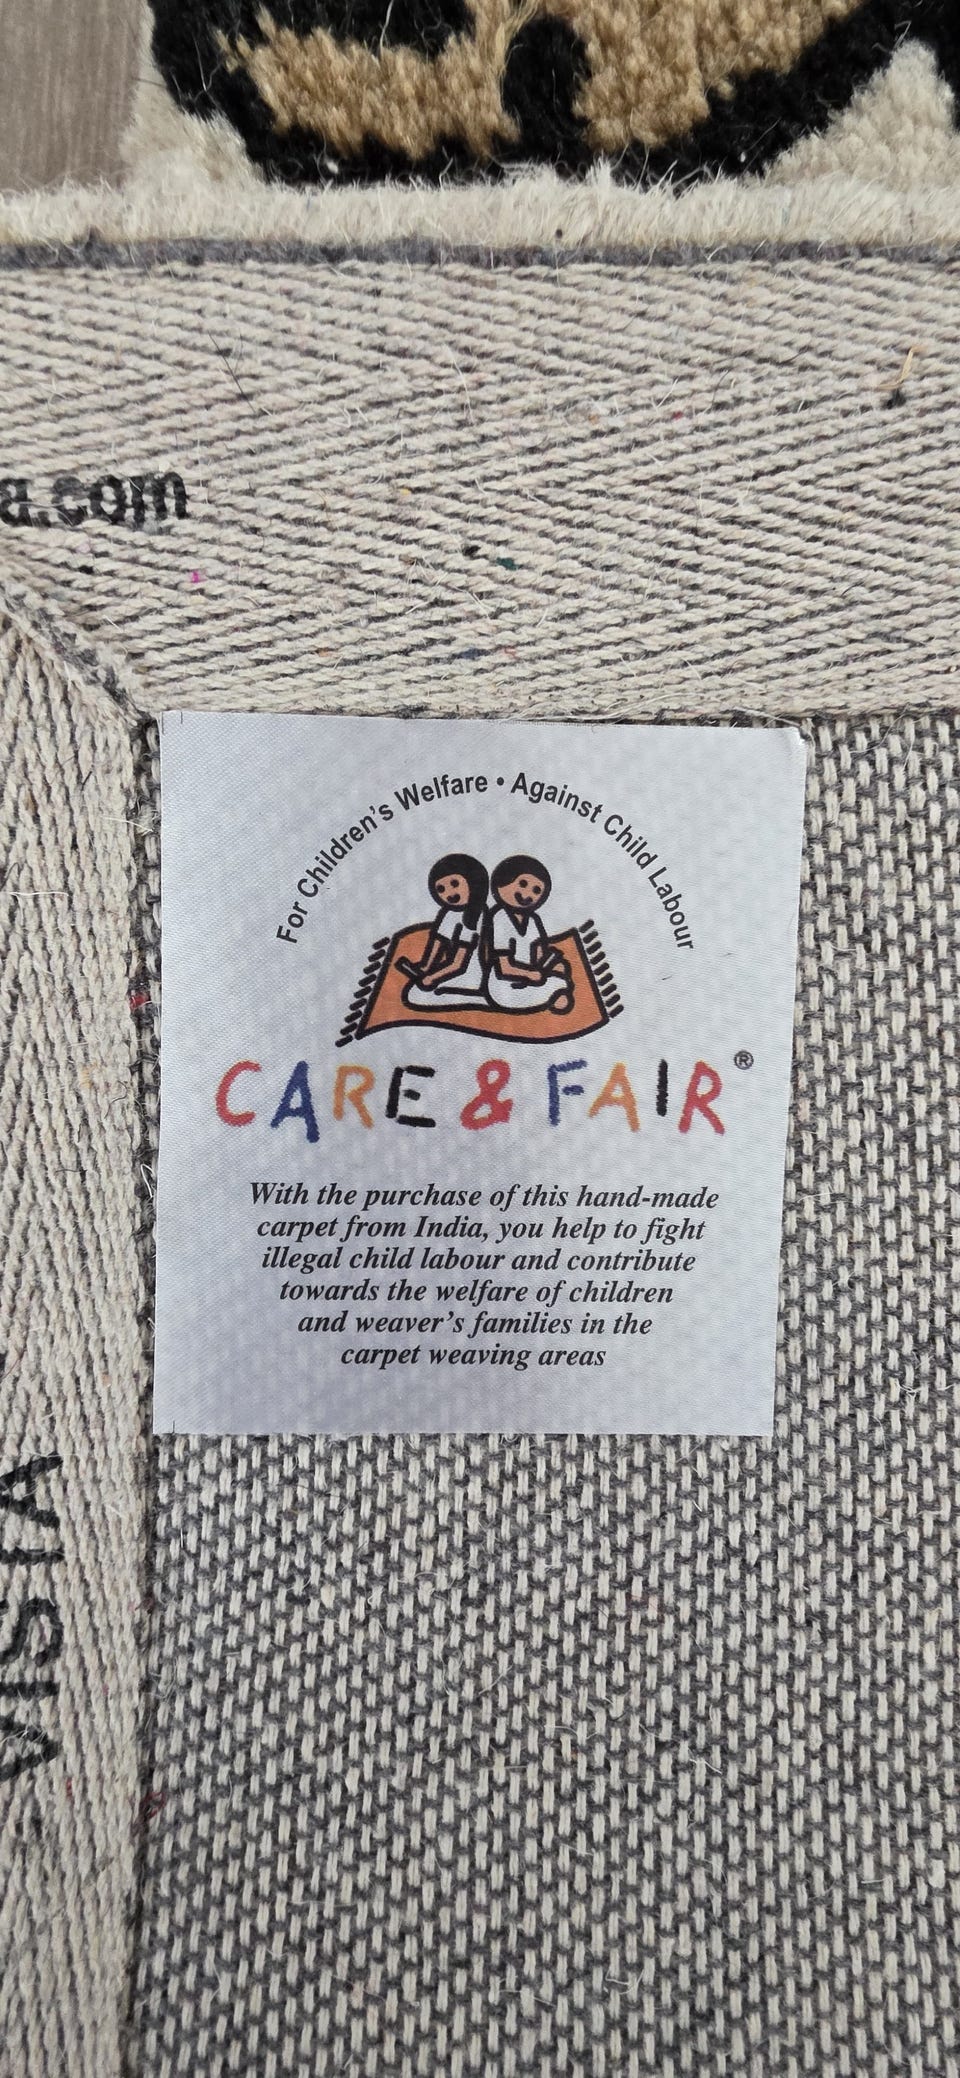 a.com
For Children's Welfare • Against Child Labour
CARE & FAIR®
With the purchase of this hand-made
carpet from India, you help to fight
illegal child labour and contribute
towards the welfare of children
and weaver's families in the
carpet weaving areas
VISTA